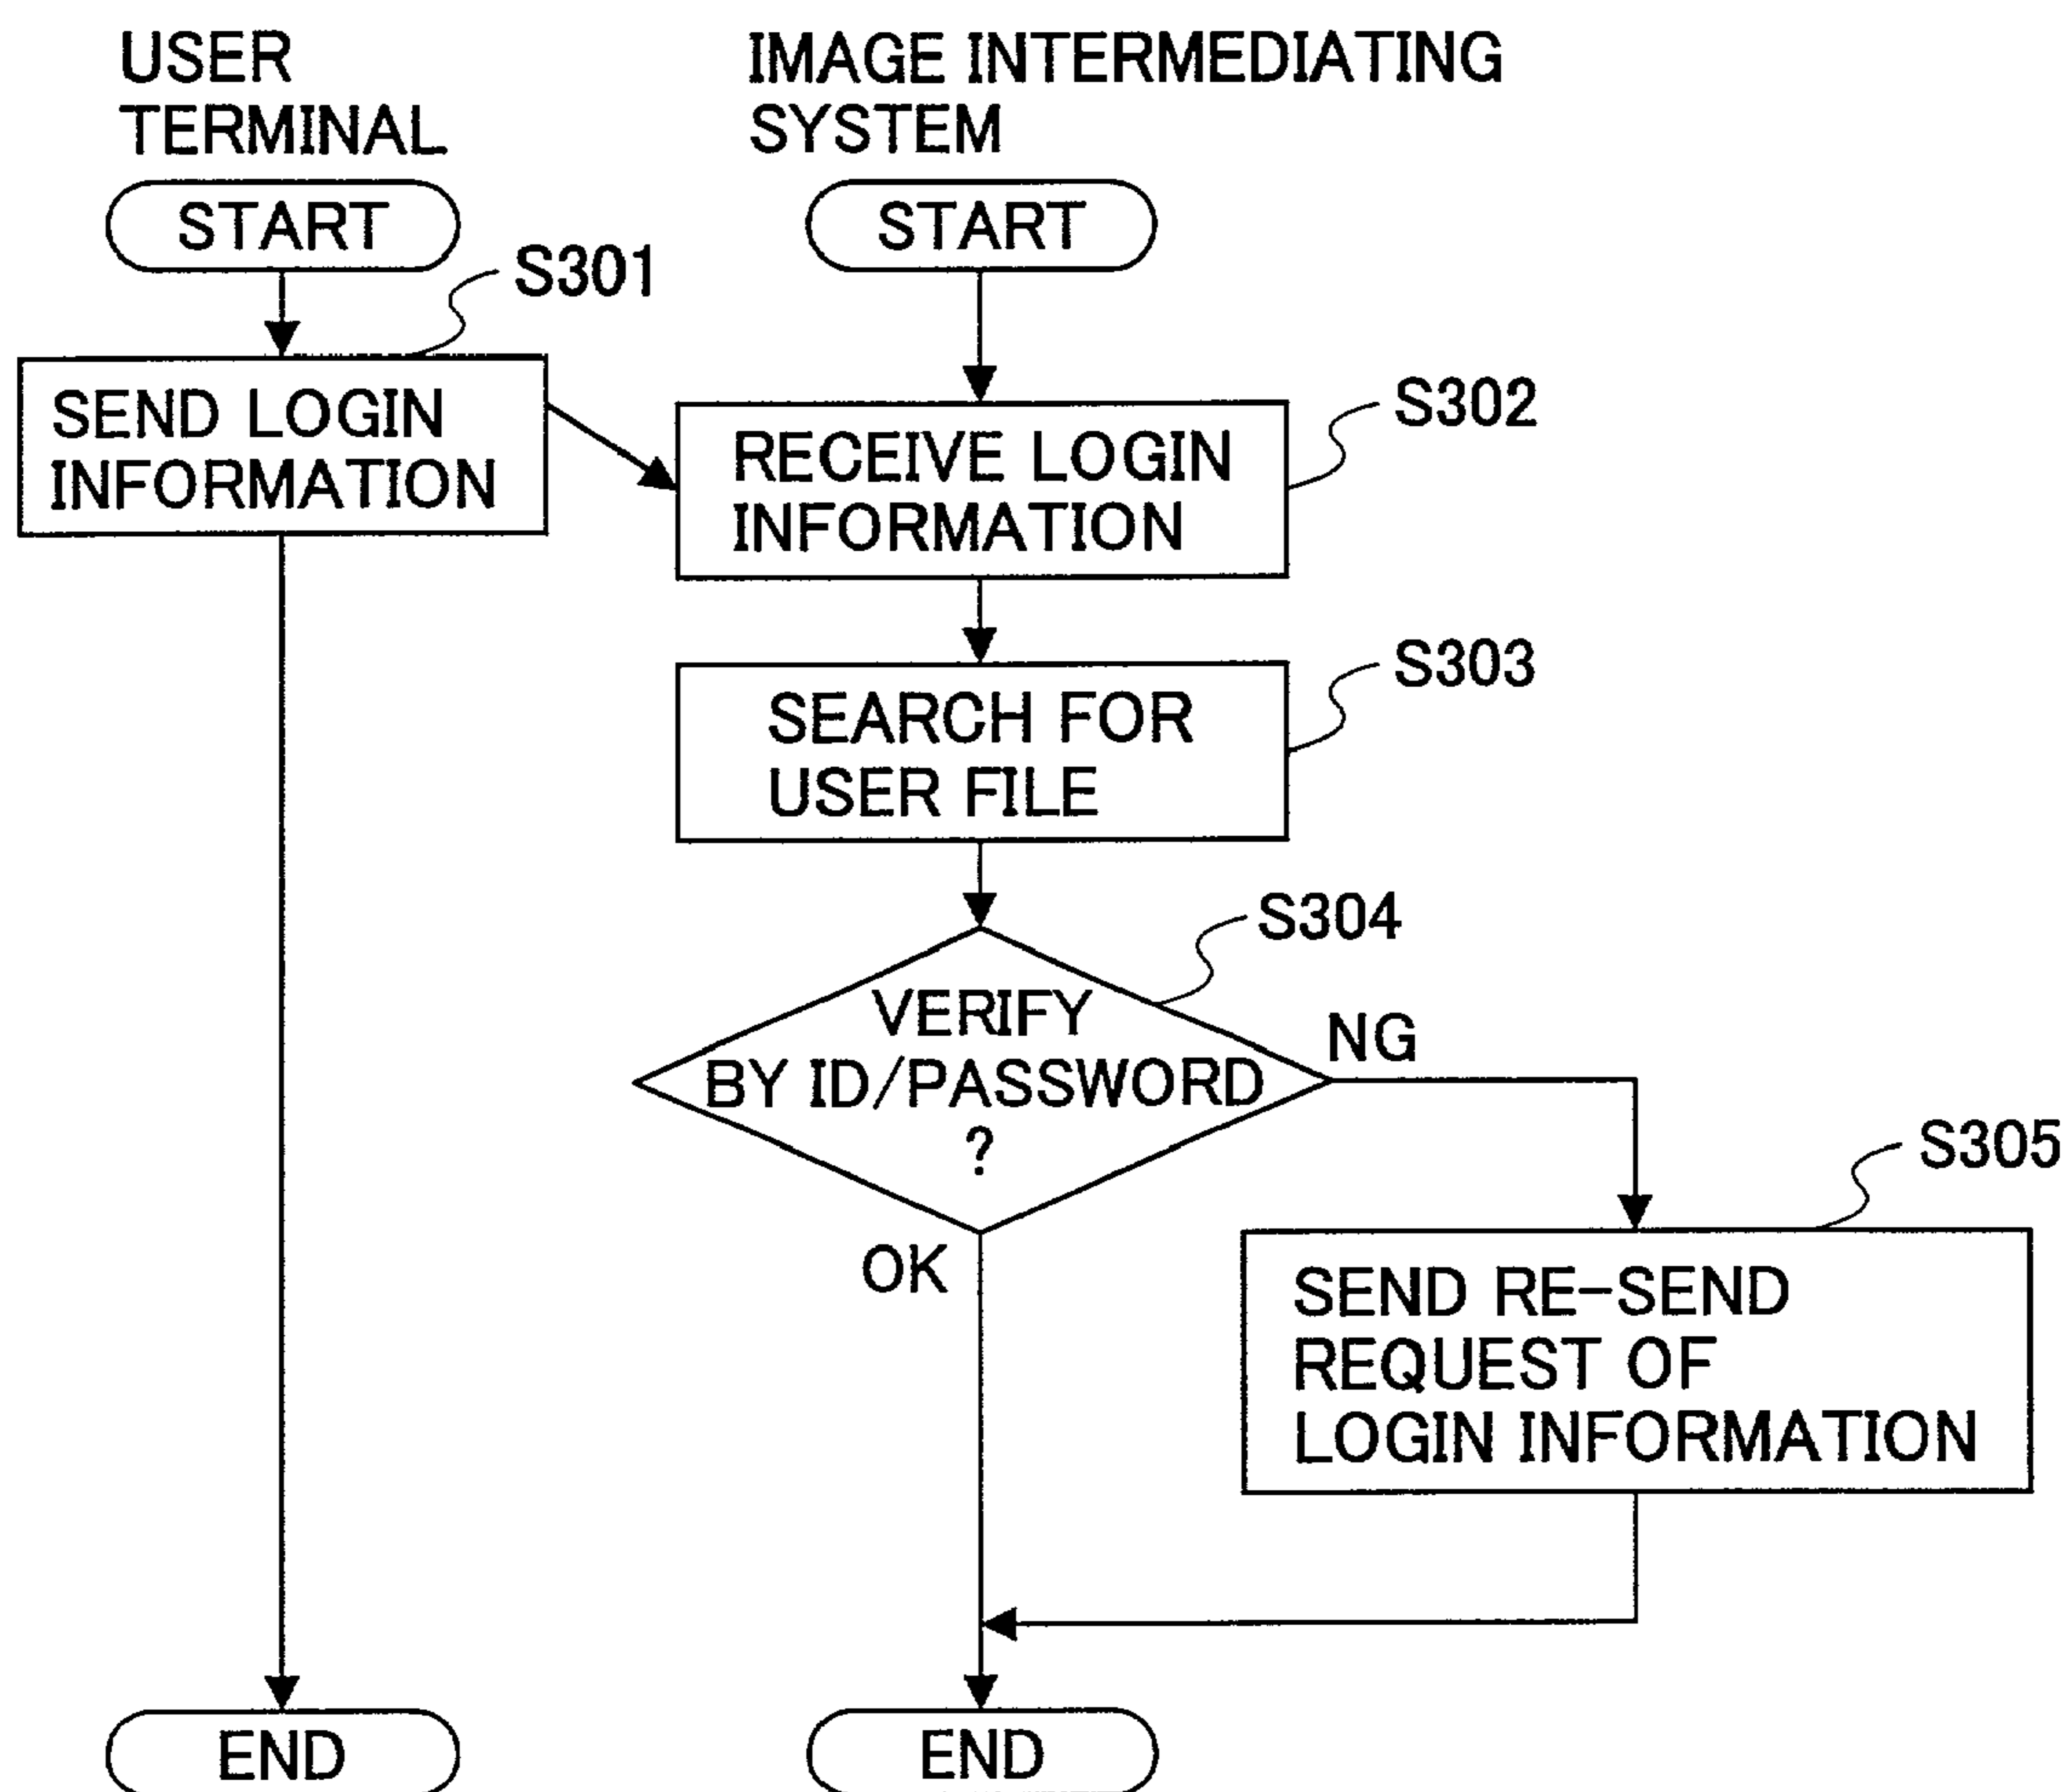 USER
TERMINAL
IMAGE INTERMEDIATING
SYSTEM
START
START
S301
SEND LOGIN
INFORMATION
S302
RECEIVE LOGIN
INFORMATION
S303
SEARCH FOR
USER FILE
S304
VERIFY
BY ID/PASSWORD
?
NG
OK
S305
SEND RE-SEND
REQUEST OF
LOGIN INFORMATION
END
END